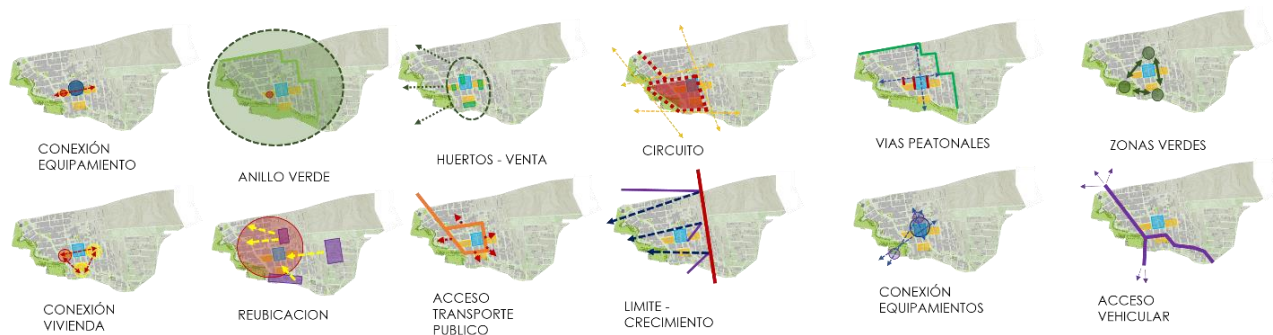 CONEXIÓN
EQUIPAMIENTO
ANILLO VERDE
HUERTOS - VENTA
CIRCUITO
VIAS PEATONALES
ZONAS VERDES
CONEXIÓN
VIVIENDA
REUBICACION
ACCESO
TRANSPORTE
PUBLICO
LIMITE -
CRECIMIENTO
CONEXIÓN
EQUIPAMIENTOS
ACCESO
VEHICULAR